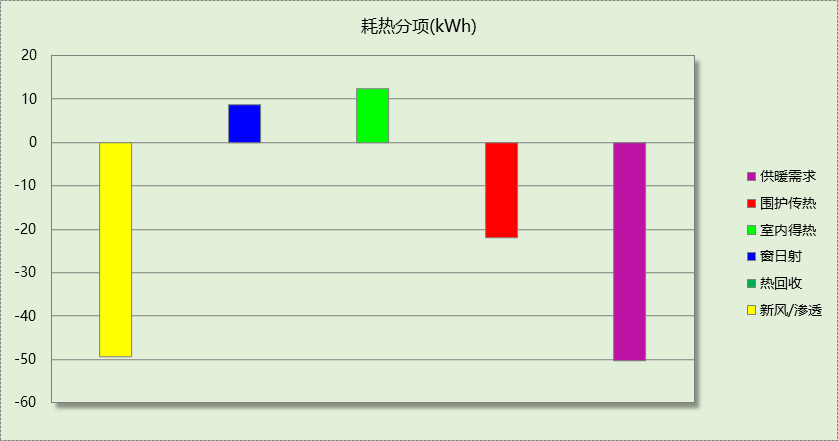 耗热分项(kWh)
20
10
0
-10
-20
-30
-40
-50
-60
供暖需求
围护传热
室内得热
窗日射
热回收
新风/渗透